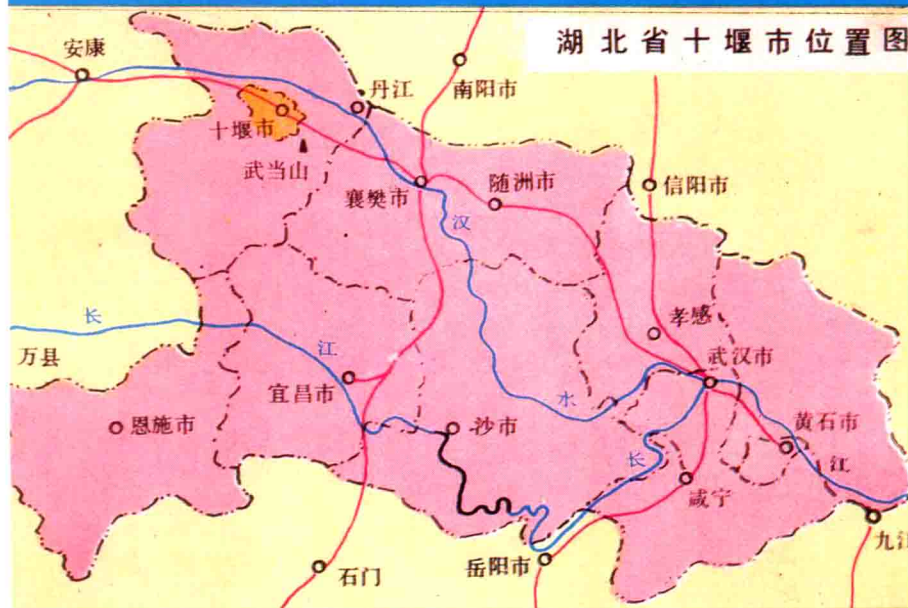 湖北省十堰市位置图
安康
丹江
南阳市
十堰市
武当山
襄樊市
随洲市
信阳市
汉
长
江
万县
孝感
武汉市
宜昌市
水
恩施市
沙市
黄石市
长
江
咸宁
九江
岳阳市
石门